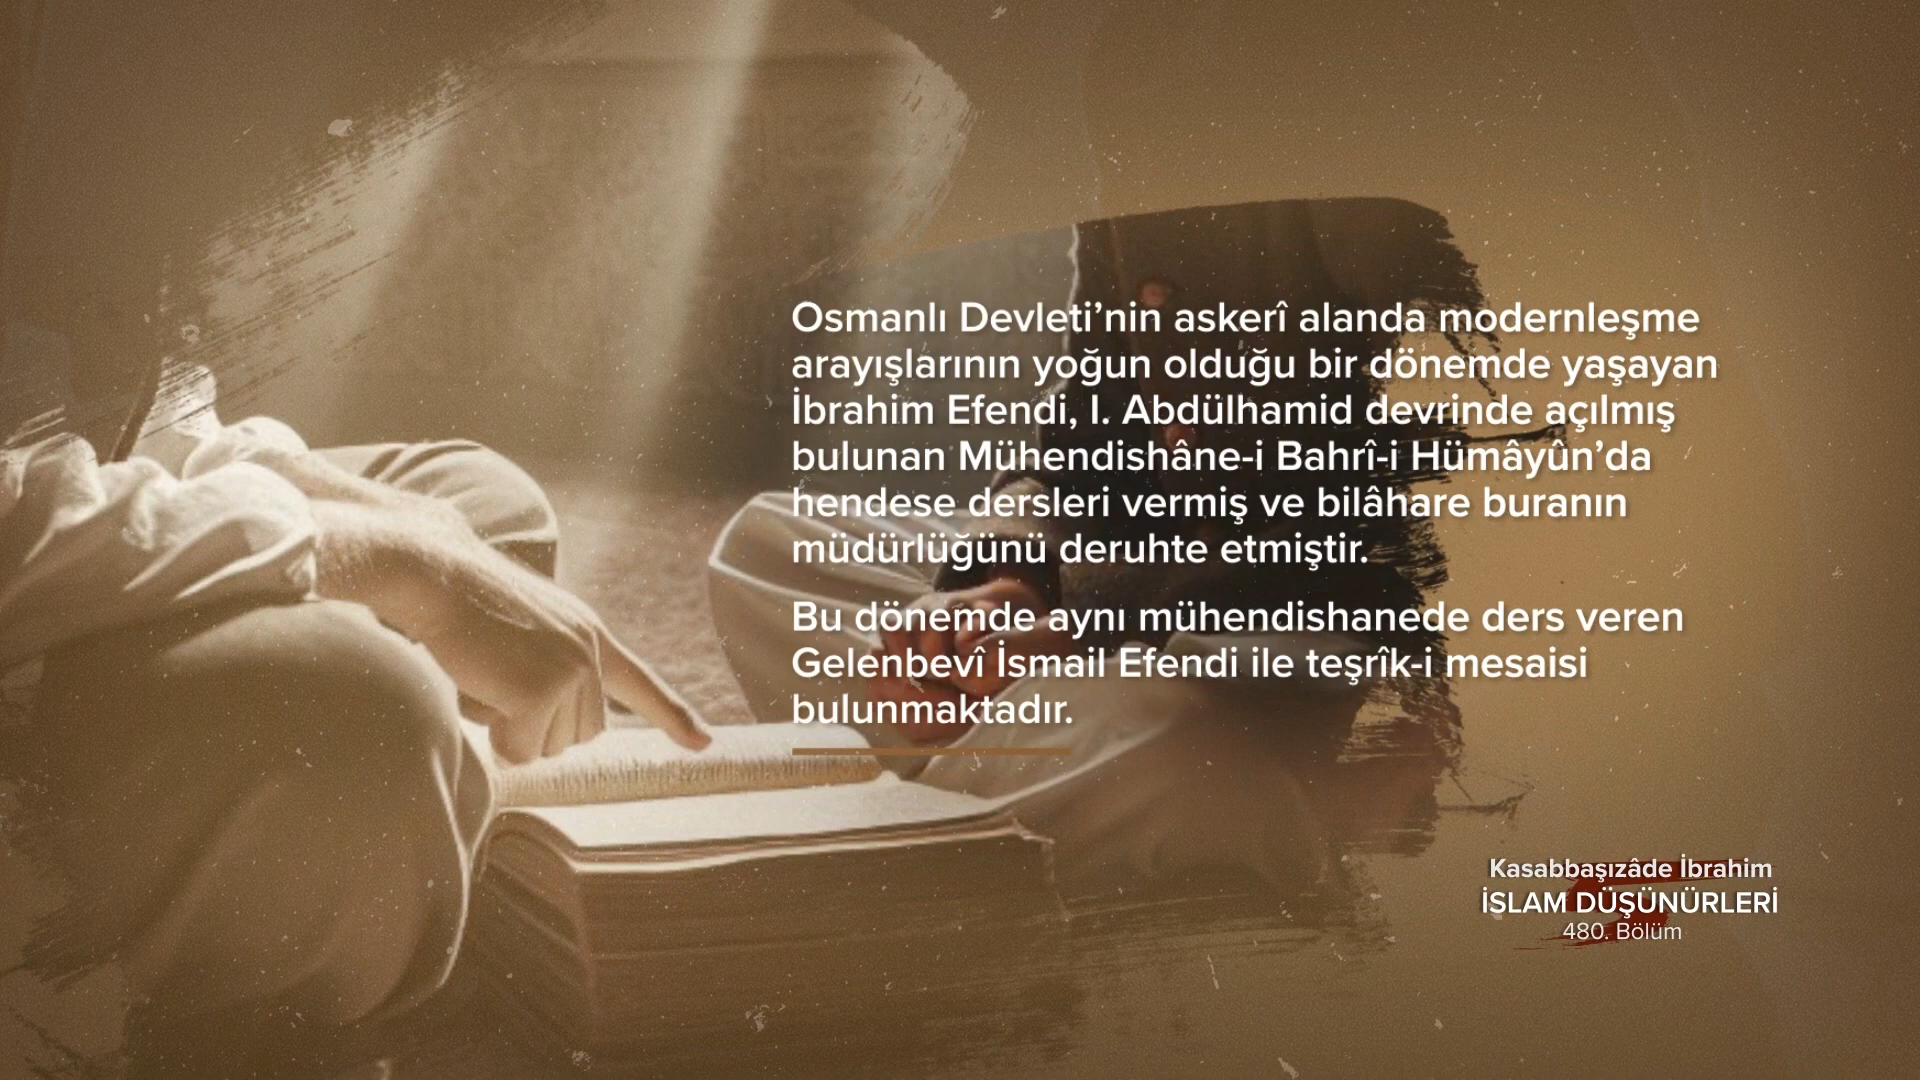 Osmanlı Devleti’nin askerî alanda modernleşme
arayışlarının yoğun olduğu bir dönemde yaşayan
İbrahim Efendi, I. Abdülhamid devrinde açılmış
bulunan Mühendishâne-i Bahrî-i Hümâyûn’da
hendese dersleri vermiş ve bilâhare buranın
müdürlüğünü deruhte etmiştir.
Bu dönemde aynı mühendishanede ders veren
Gelenbevî İsmail Efendi ile teşrîk-i mesaisi
bulunmaktadır.
Kasabbaşızâde İbrahim
İSLAM DÜŞÜNÜRLERİ
480. Bölüm